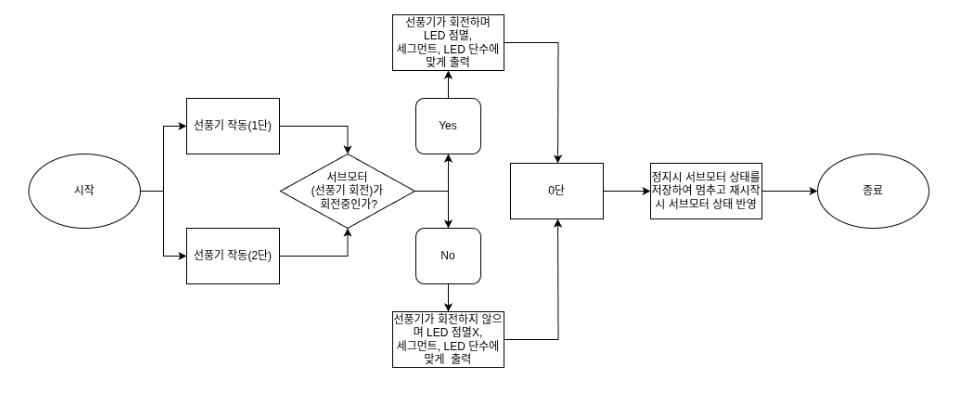 선풍기가 회전하며
LED 점멸,
세그먼트, LED 단수에
맞게 출력
선풍기 작동(1단)
Yes
시작
서브모터
(선풍기 회전)가
회전중인가?
0단
정지시 서브모터 상태를
저장하여 멈추고 재시작
시 서브모터 상태 반영
종료
선풍기 작동(2단)
No
선풍기가 회전하지 않으
며 LED 점멸X,
세그먼트, LED 단수에
맞게 출력